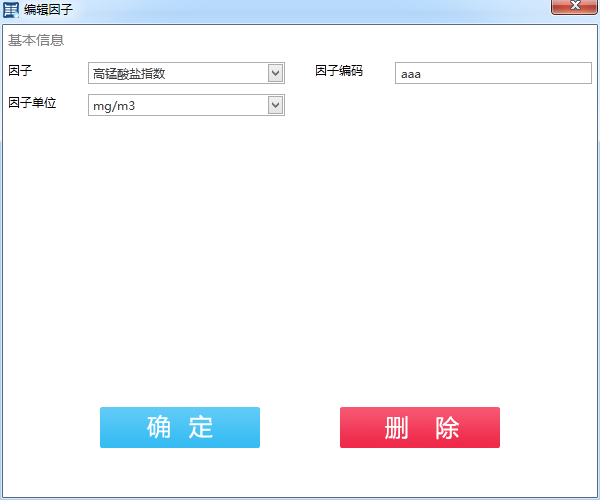 编辑因子
基本信息
因子 高锰酸盐指数 因子编码 aaa
因子单位 mg/m3
确 定 删 除